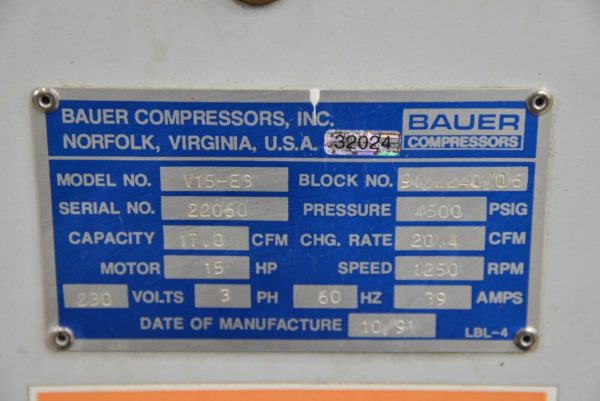 BAUER COMPRESSORS, INC.
NORFOLK, VIRGINIA, U.S.A. 32024
BAUER
COMPRESSORS
MODEL NO. V15-E3 BLOCK NO.
SERIAL NO. 22060 PRESSURE 4500 PSIG
CAPACITY 17.0 CFM CHG. RATE 20.4 CFM
MOTOR 15 HP SPEED 1250 RPM
230 VOLTS 3 PH 60 HZ 39 AMPS
DATE OF MANUFACTURE 10/91 LBL-4